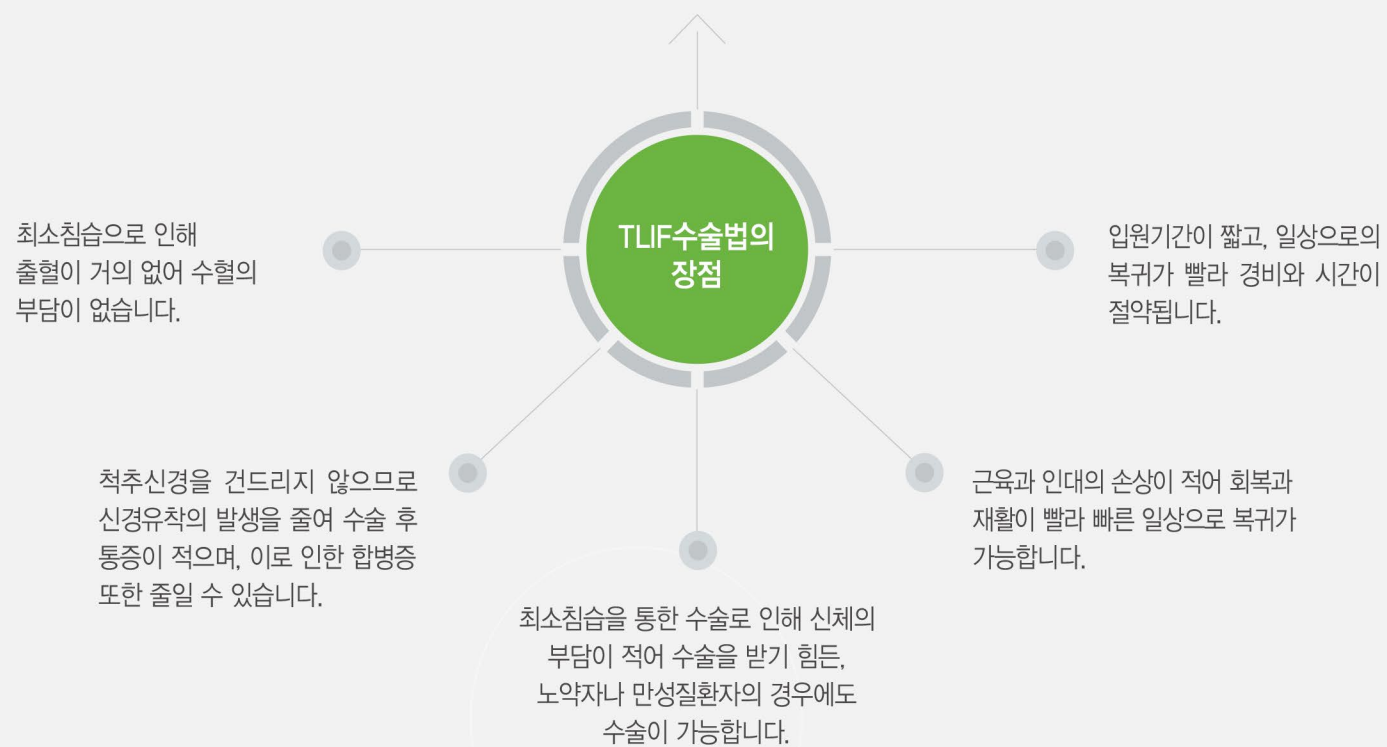 TLIF수술법의
장점
최소침습으로 인해
출혈이 거의 없어 수혈의
부담이 없습니다.
입원기간이 짧고, 일상으로의
복귀가 빨라 경비와 시간이
절약됩니다.
척추신경을 건드리지 않으므로
신경유착의 발생을 줄여 수술 후
통증이 적으며, 이로 인한 합병증
또한 줄일 수 있습니다.
근육과 인대의 손상이 적어 회복과
재활이 빨라 빠른 일상으로 복귀가
가능합니다.
최소침습을 통한 수술로 인해 신체의
부담이 적어 수술을 받기 힘든,
노약자나 만성질환자의 경우에도
수술이 가능합니다.